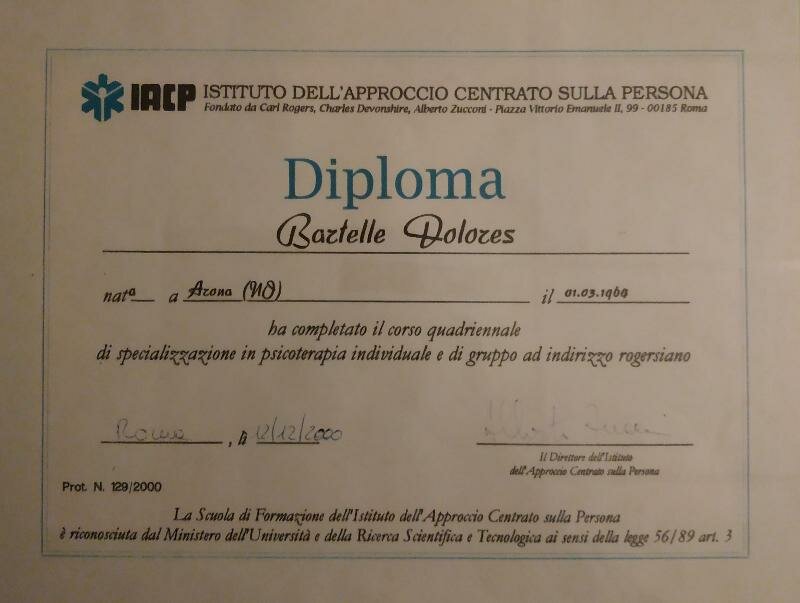 IACP ISTITUTO DELL'APPROCCIO CENTRATO SULLA PERSONA
Fondato da Carl Rogers, Charles Devonshire, Alberto Zucconi - Piazza Vittorio Emanuele II, 99 - 00185 Roma
Diploma
Bartelle Dolores
nata a Arona (NO) il 01.03.1964
ha completato il corso quadriennale
di specializzazione in psicoterapia individuale e di gruppo ad indirizzo rogersiano
Roma, lì 12/12/2000
Alberto Zucconi
Il Direttore dell'Istituto
dell'Approccio Centrato sulla Persona
Prot. N. 129/2000
La Scuola di Formazione dell'Istituto dell'Approccio Centrato sulla Persona
è riconosciuta dal Ministero dell'Università e della Ricerca Scientifica e Tecnologica ai sensi della legge 56/89 art. 3